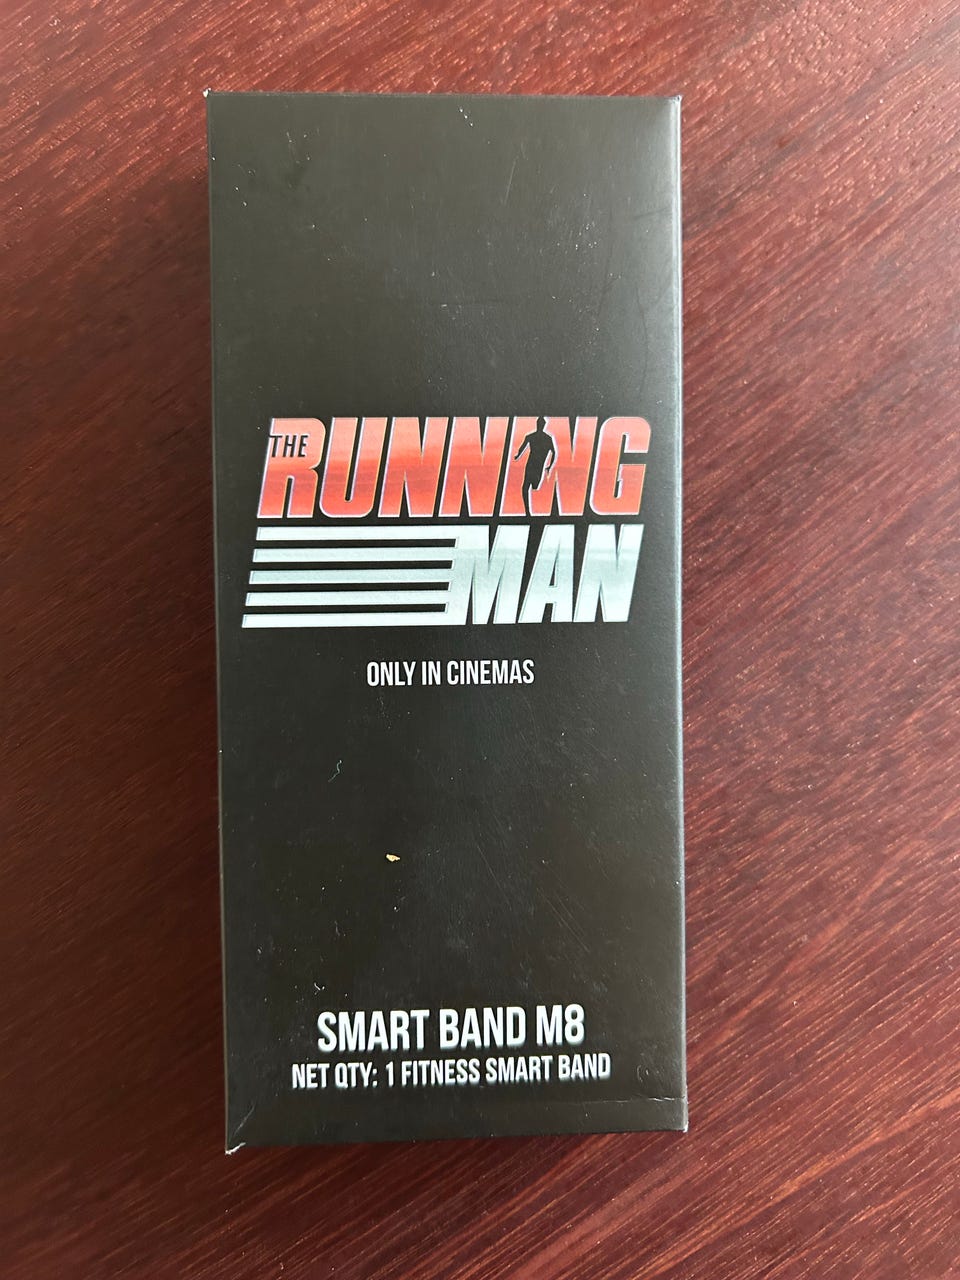 THE RUNNING
MAN
ONLY IN CINEMAS
SMART BAND M8
NET QTY: 1 FITNESS SMART BAND